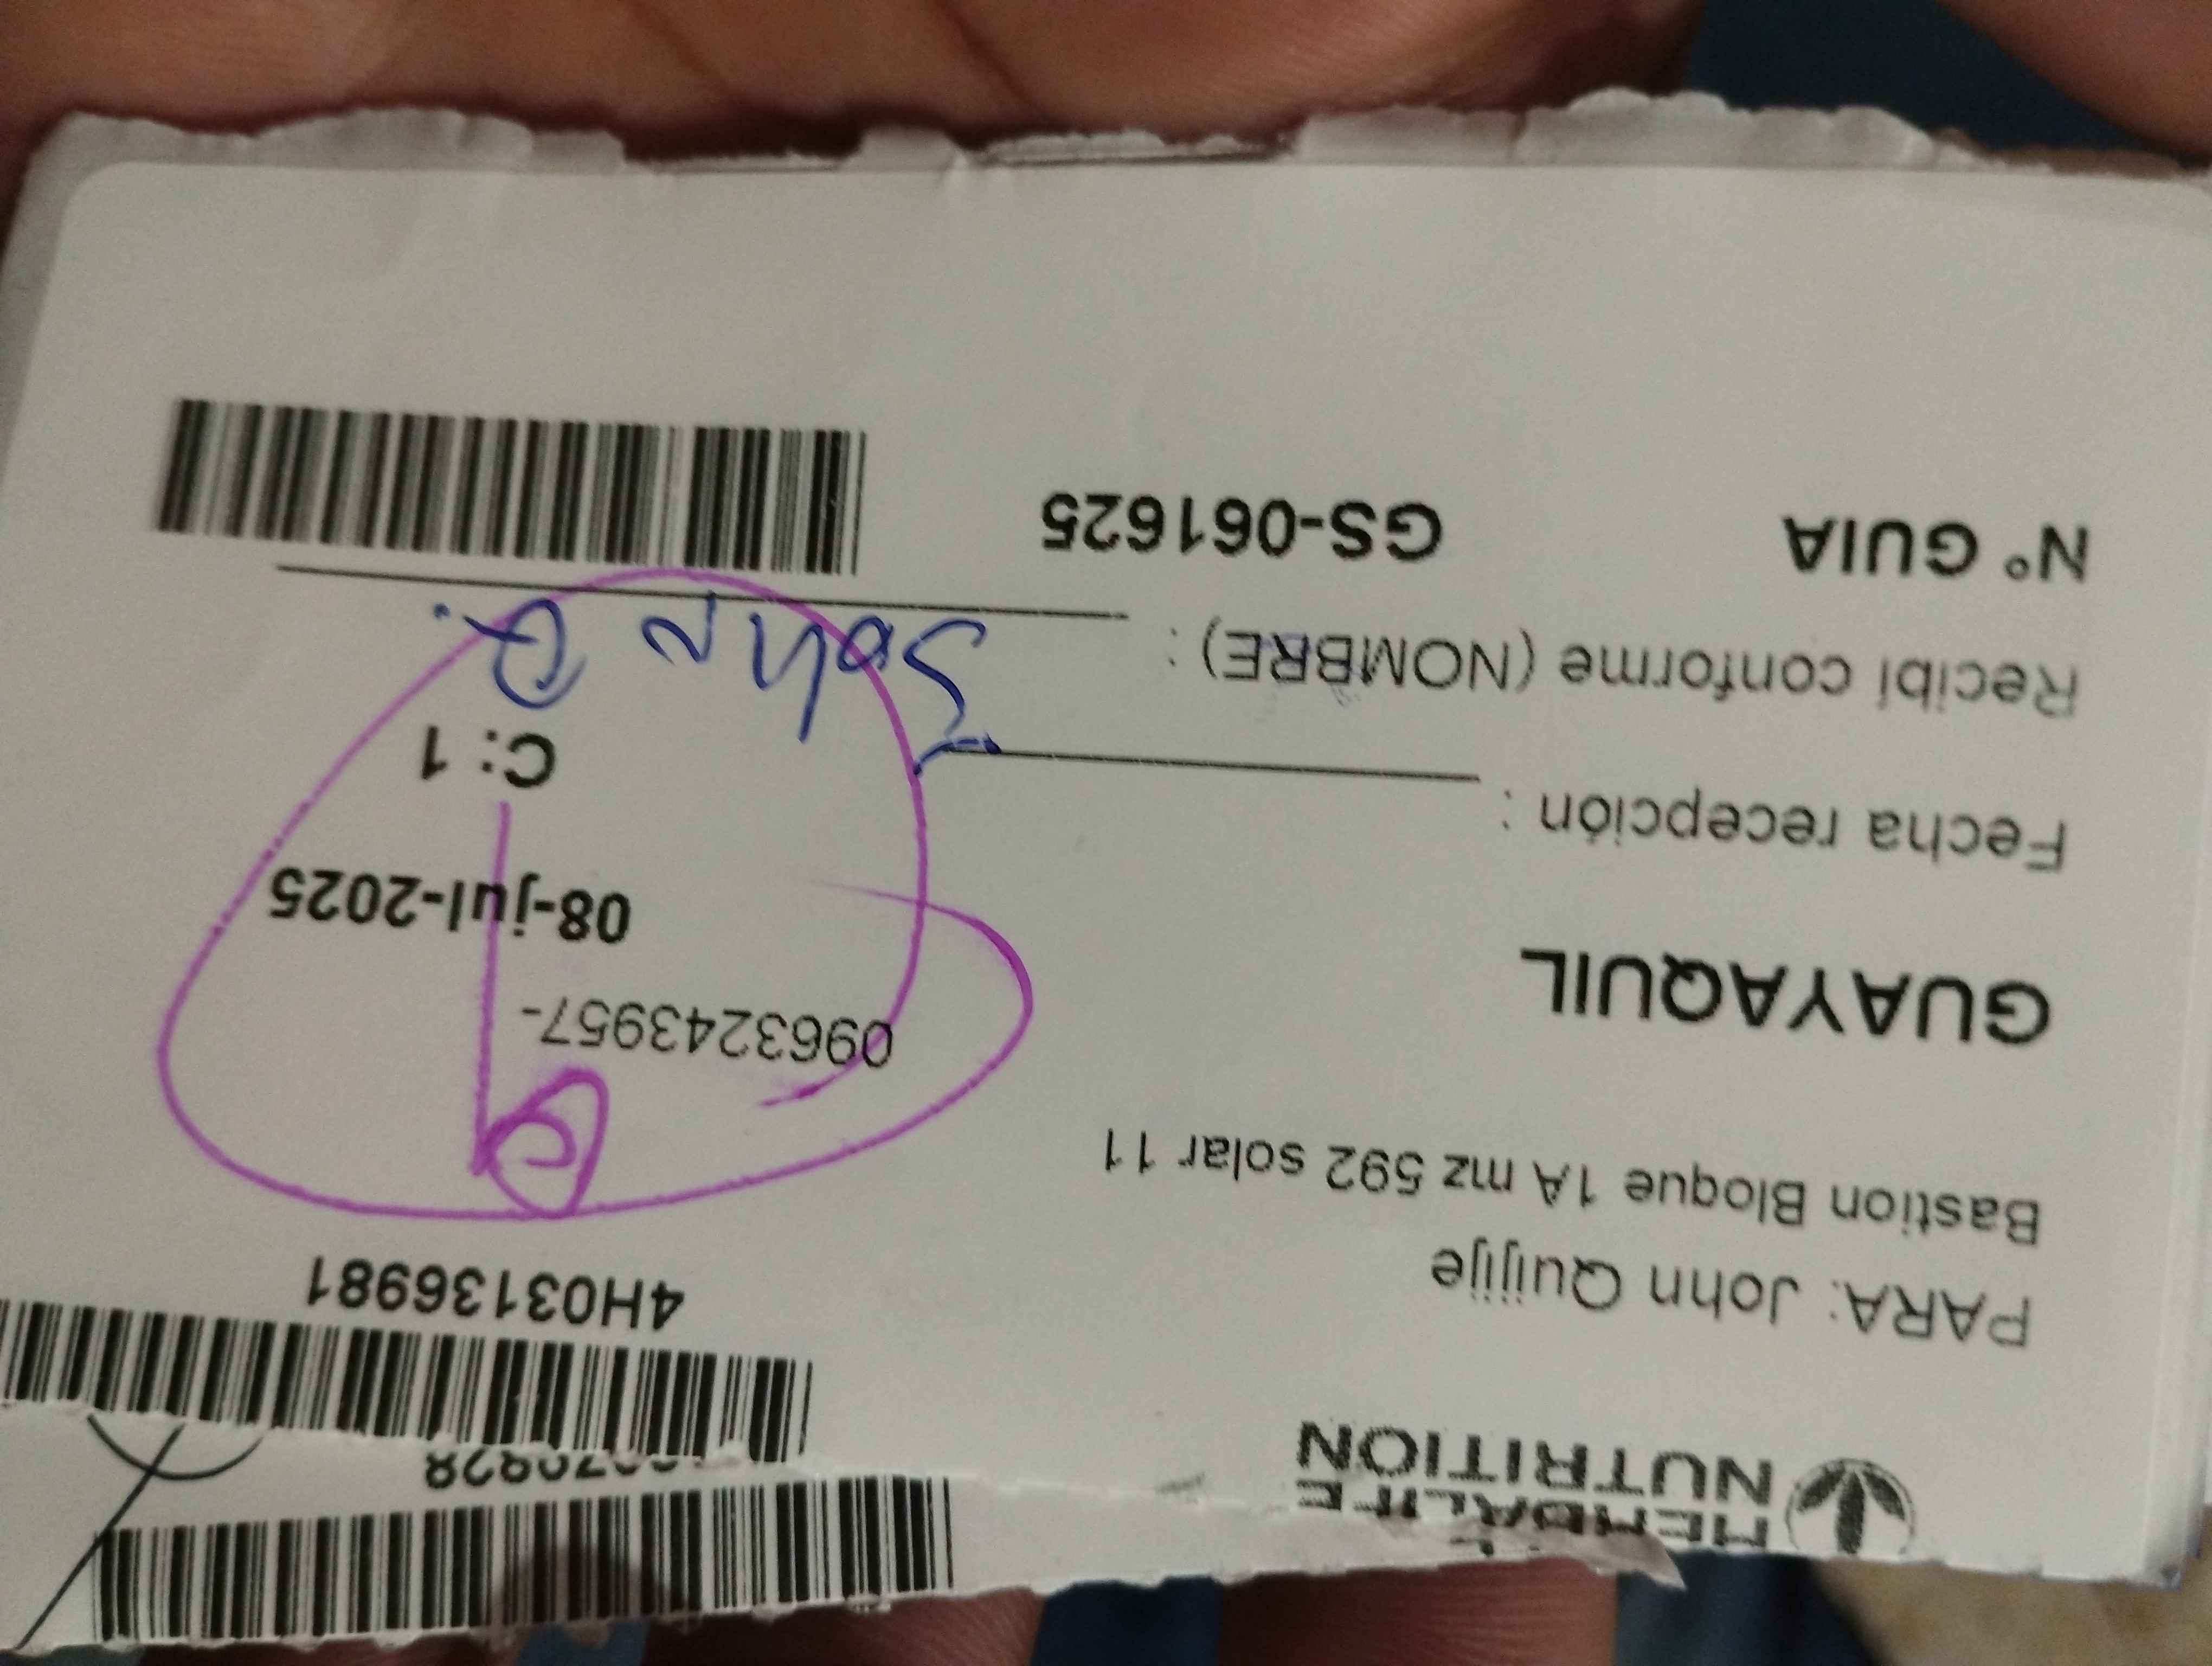 HERBALIFE
NUTRITION
4H03136981
PARA: John Quijije
Bastion Bloque 1A mz 592 solar 11
0963243957-
GUAYAQUIL
08-jul-2025
Fecha recepción :
C: 1
Recibí conforme (NOMBRE) : John Q.
N° GUIA GS-061625